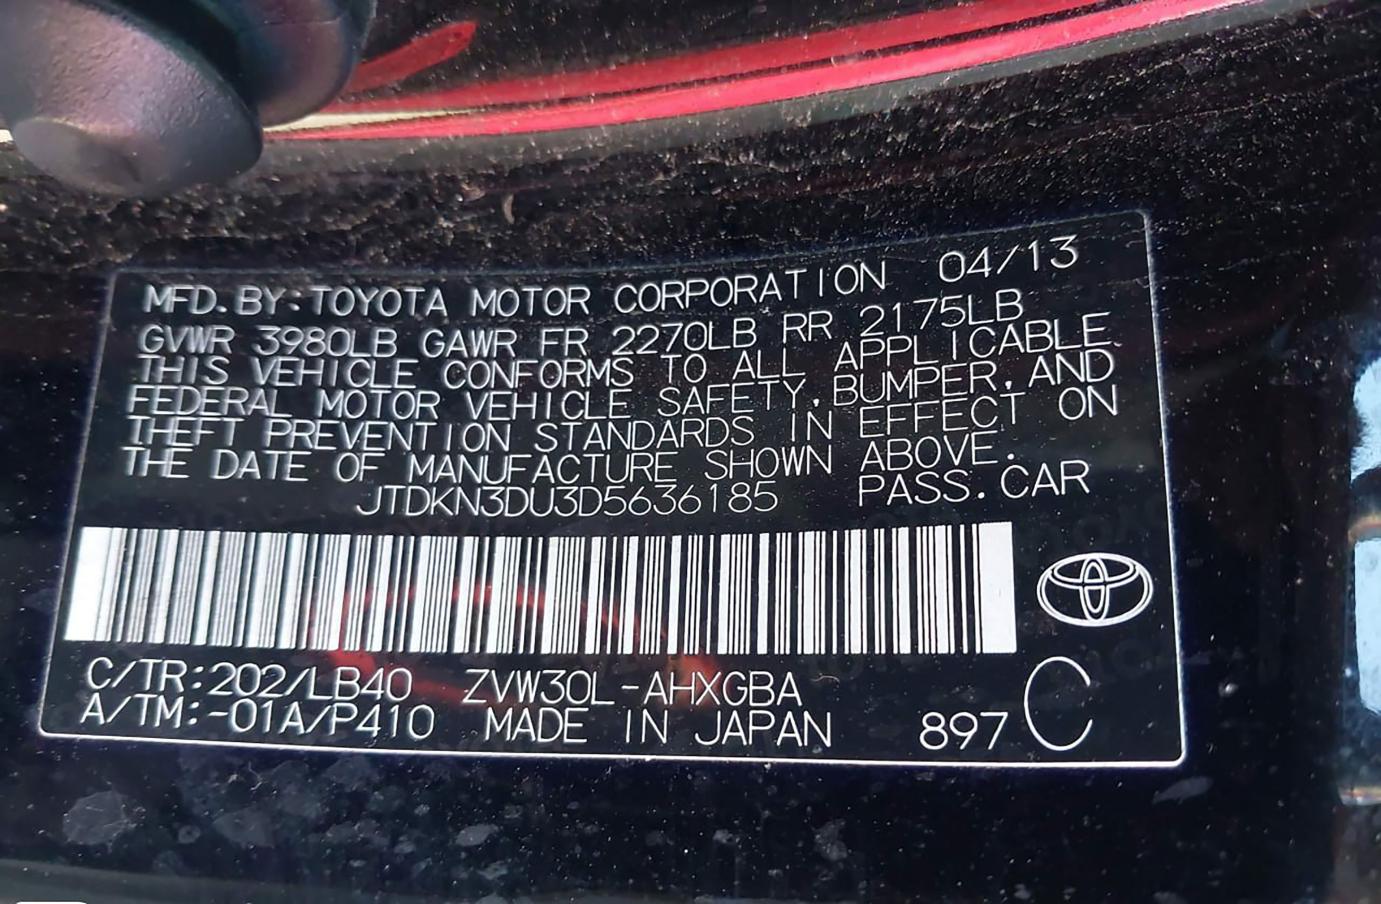 MFD.BY:TOYOTA MOTOR CORPORATION 04/13
GVWR 3980LB GAWR FR 2270LB RR 2175LB
THIS VEHICLE CONFORMS TO ALL APPLICABLE
FEDERAL MOTOR VEHICLE SAFETY,BUMPER,AND
THEFT PREVENTION STANDARDS IN EFFECT ON
THE DATE OF MANUFACTURE SHOWN ABOVE.
JTDKN3DU3D5636185 PASS.CAR
C/TR:202/LB40 ZVW30L-AHXGBA
A/TM:-01A/P410 MADE IN JAPAN 897 C